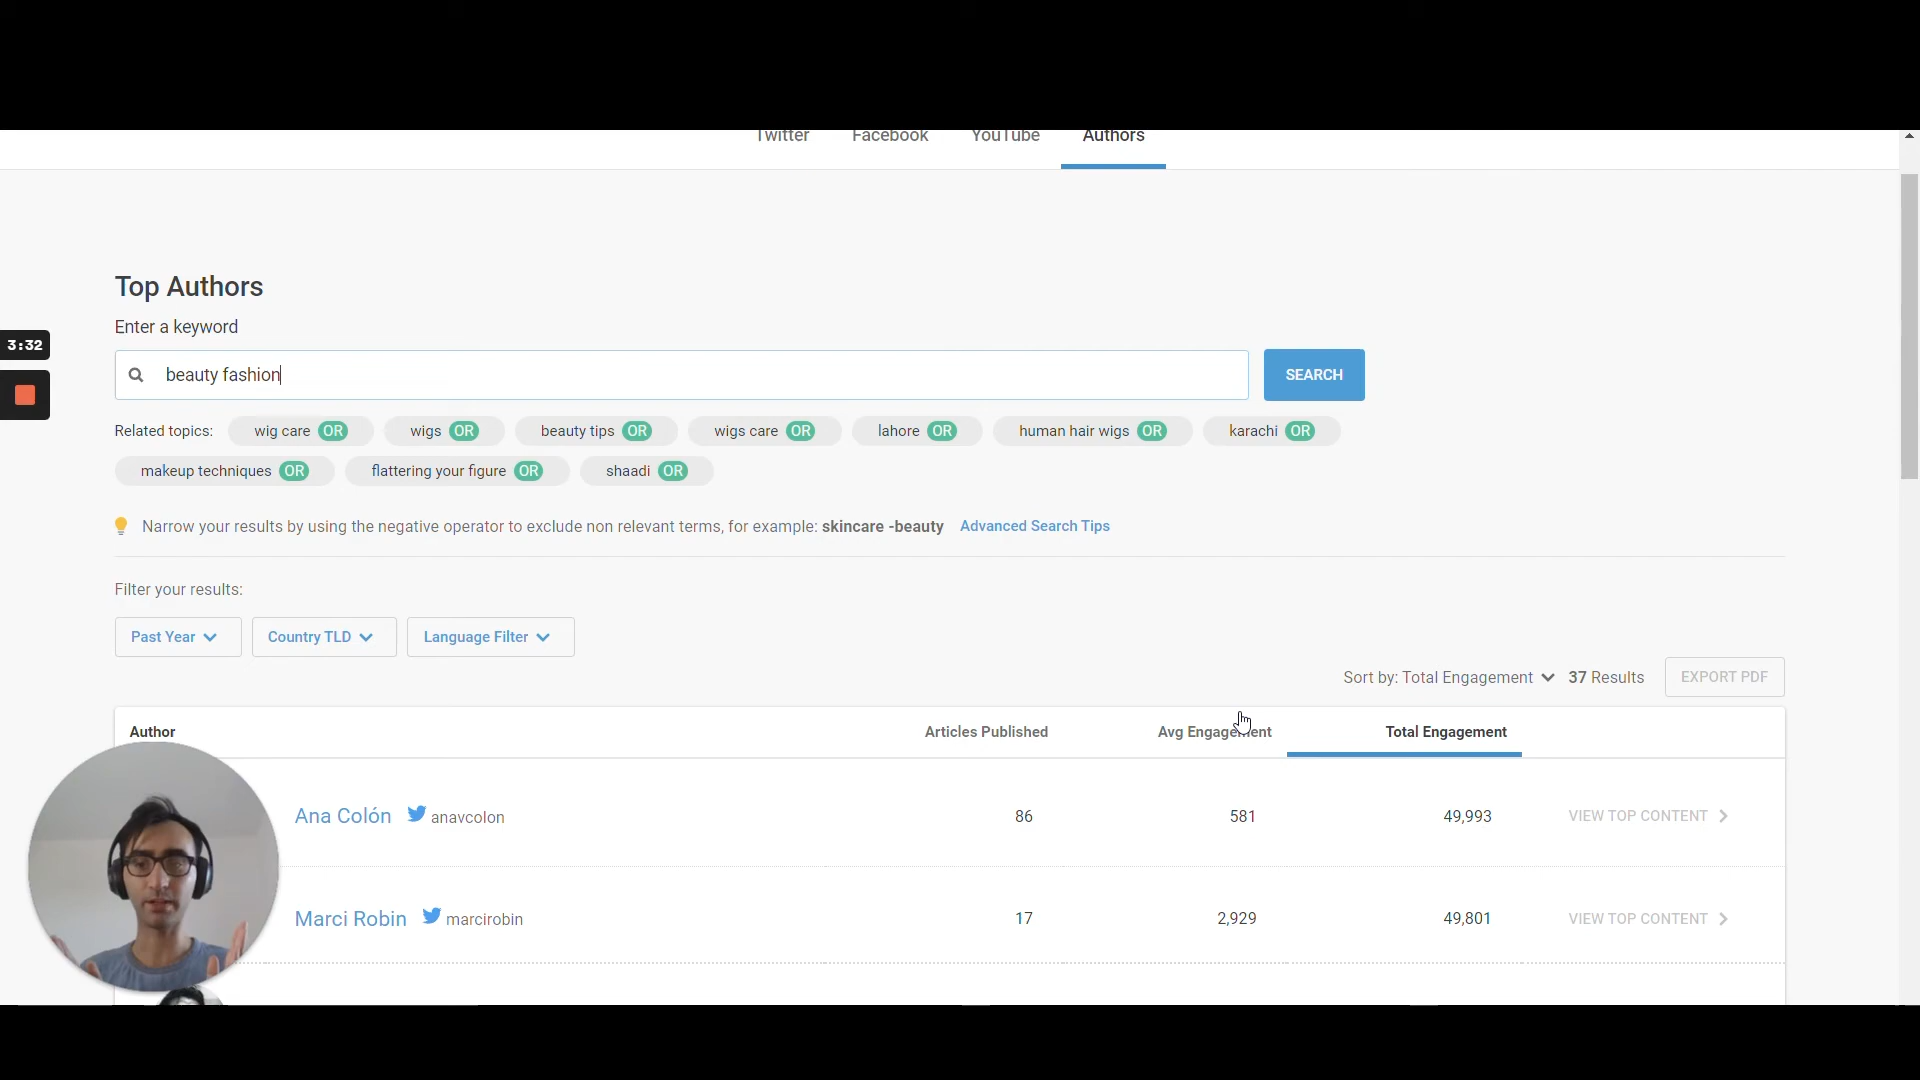 Twitter Facebook YouTube Authors
Top Authors
Enter a keyword
3:32
beauty fashion
SEARCH
Related topics: wig care OR wigs OR beauty tips OR wigs care OR lahore OR human hair wigs OR karachi OR
makeup techniques OR flattering your figure OR shaadi OR
Narrow your results by using the negative operator to exclude non relevant terms, for example: skincare -beauty Advanced Search Tips
Filter your results:
Past Year Country TLD Language Filter
Sort by: Total Engagement 37 Results EXPORT PDF
Author Articles Published Avg Engagement Total Engagement
Ana Colón anavcolon 86 581 49,993 VIEW TOP CONTENT
Marci Robin marcirobin 17 2,929 49,801 VIEW TOP CONTENT